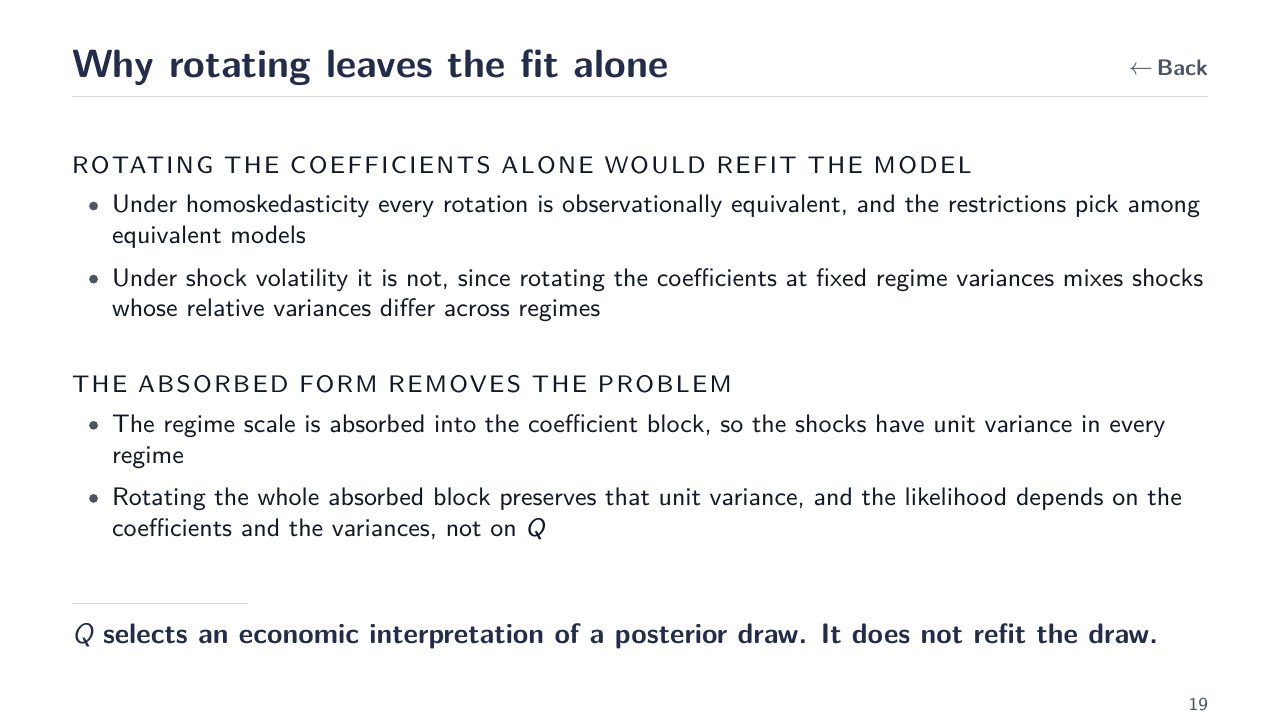 Why rotating leaves the fit alone
← Back
ROTATING THE COEFFICIENTS ALONE WOULD REFIT THE MODEL
• Under homoskedasticity every rotation is observationally equivalent, and the restrictions pick among
equivalent models
• Under shock volatility it is not, since rotating the coefficients at fixed regime variances mixes shocks
whose relative variances differ across regimes
THE ABSORBED FORM REMOVES THE PROBLEM
• The regime scale is absorbed into the coefficient block, so the shocks have unit variance in every
regime
• Rotating the whole absorbed block preserves that unit variance, and the likelihood depends on the
coefficients and the variances, not on Q
Q selects an economic interpretation of a posterior draw. It does not refit the draw.
19